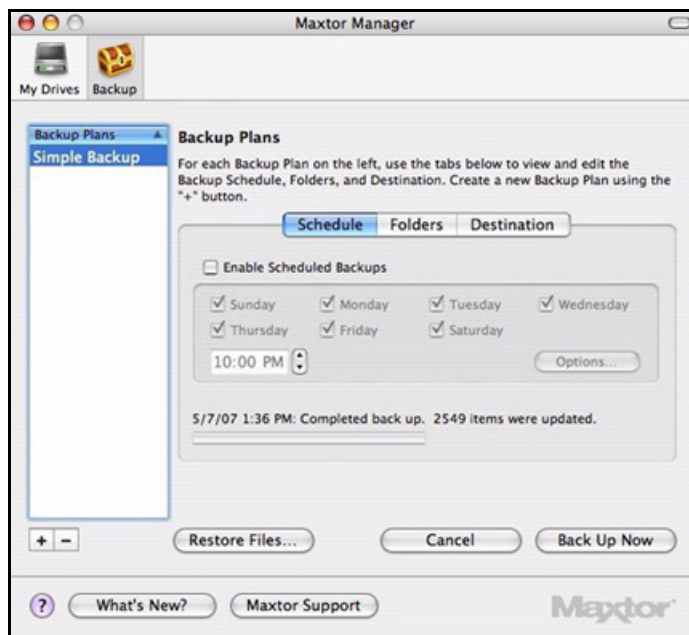 Maxtor Manager
My Drives Backup
Backup Plans
Simple Backup
Backup Plans
For each Backup Plan on the left, use the tabs below to view and edit the
Backup Schedule, Folders, and Destination. Create a new Backup Plan using the
"+" button.
Schedule Folders Destination
Enable Scheduled Backups
Sunday Monday Tuesday Wednesday
Thursday Friday Saturday
10:00 PM Options...
5/7/07 1:36 PM: Completed back up. 2549 items were updated.
+ − Restore Files... Cancel Back Up Now
? What's New? Maxtor Support Maxtor